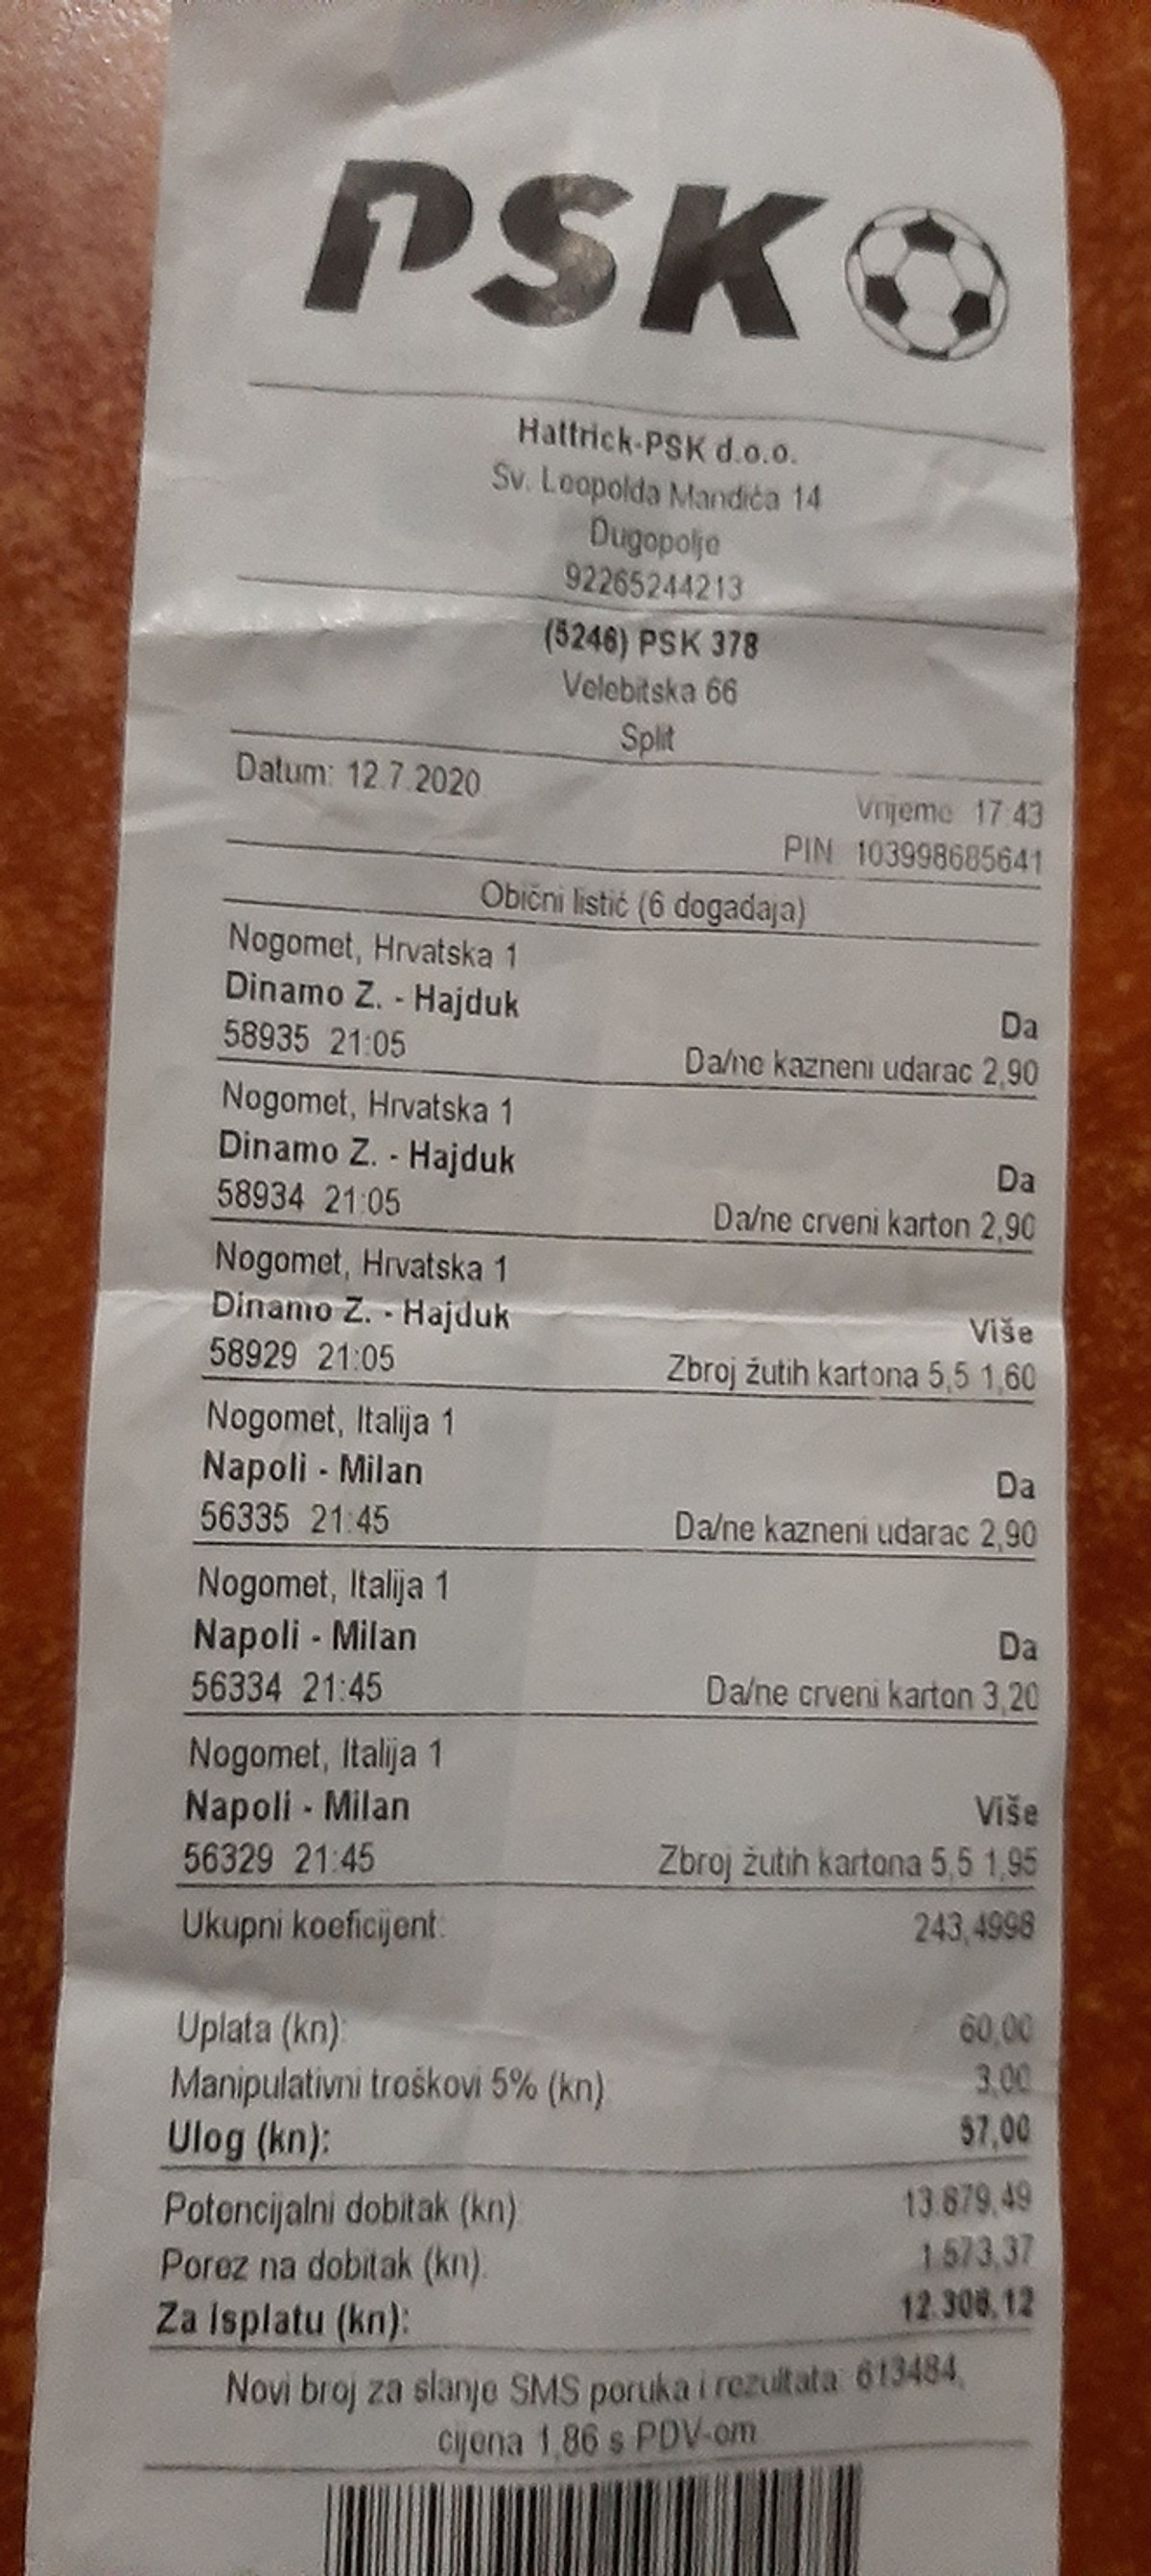 PSK
Hattrick-PSK d.o.o.
Sv. Leopolda Mandića 14
Dugopolje
92265244213
(5246) PSK 378
Velebitska 66
Split
Datum: 12.7.2020
Vrijeme 17:43
PIN 103998685641
Obični listić (6 događaja)
Nogomet, Hrvatska 1
Dinamo Z. - Hajduk Da
58935 21:05 Da/ne kazneni udarac 2,90
Nogomet, Hrvatska 1
Dinamo Z. - Hajduk Da
58934 21:05 Da/ne crveni karton 2,90
Nogomet, Hrvatska 1
Dinamo Z. - Hajduk Više
58929 21:05 Zbroj žutih kartona 5,5 1,60
Nogomet, Italija 1
Napoli - Milan Da
56335 21:45 Da/ne kazneni udarac 2,90
Nogomet, Italija 1
Napoli - Milan Da
56334 21:45 Da/ne crveni karton 3,20
Nogomet, Italija 1
Napoli - Milan Više
56329 21:45 Zbroj žutih kartona 5,5 1,95
Ukupni koeficijent: 243,4998
Uplata (kn): 60,00
Manipulativni troškovi 5% (kn) 3,00
Ulog (kn): 57,00
Potencijalni dobitak (kn) 13.879,49
Porez na dobitak (kn). 1.573,37
Za isplatu (kn): 12.306,12
Novi broj za slanje SMS poruka i rezultata: 613484,
cijena 1,86 s PDV-om